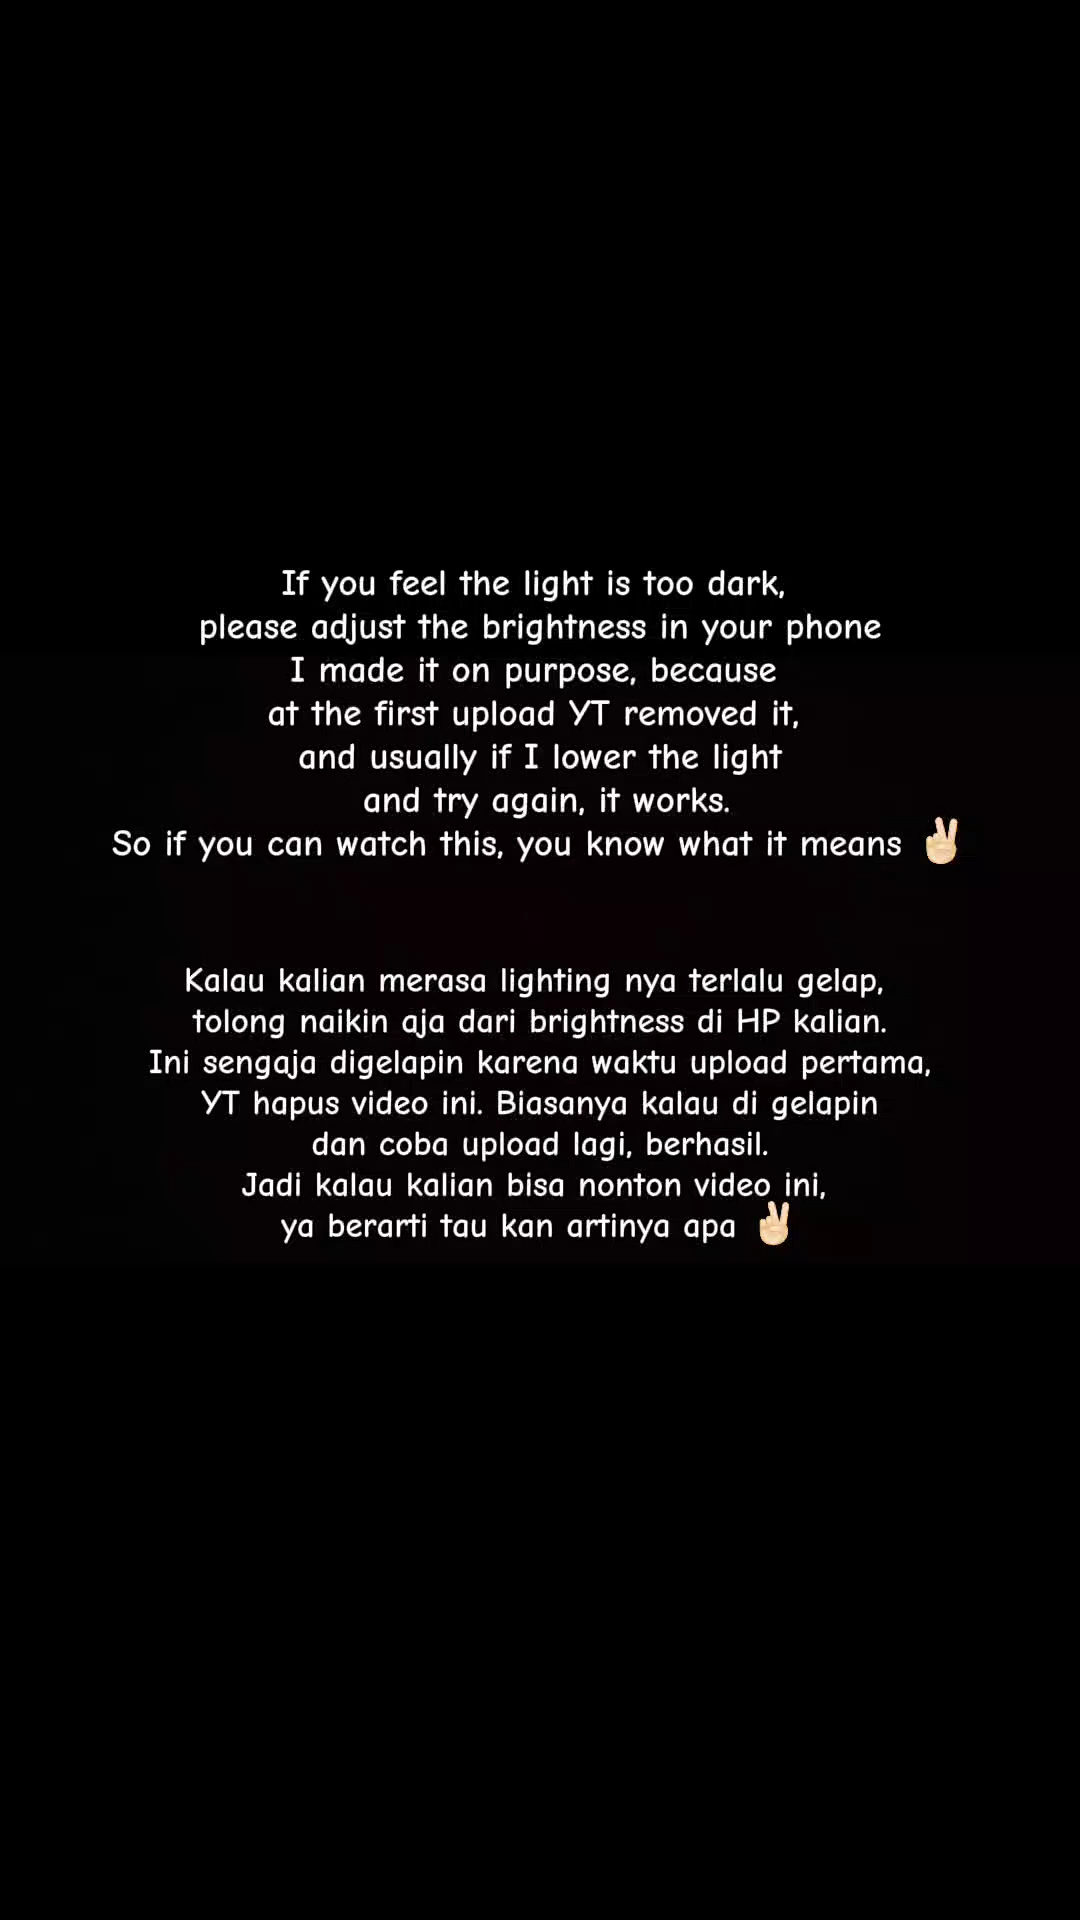 If you feel the light is too dark,
please adjust the brightness in your phone
I made it on purpose, because
at the first upload YT removed it,
and usually if I lower the light
and try again, it works.
So if you can watch this, you know what it means ✌🏻
Kalau kalian merasa lighting nya terlalu gelap,
tolong naikin aja dari brightness di HP kalian.
Ini sengaja digelapin karena waktu upload pertama,
YT hapus video ini. Biasanya kalau di gelapin
dan coba upload lagi, berhasil.
Jadi kalau kalian bisa nonton video ini,
ya berarti tau kan artinya apa ✌🏻